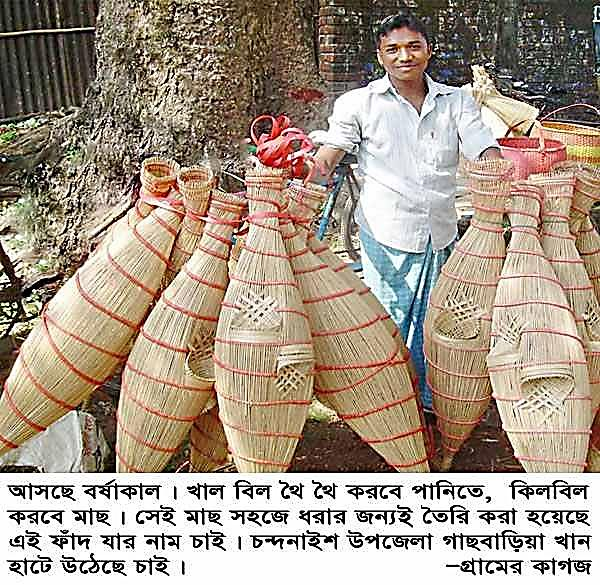 আসছে বর্ষাকাল । খাল বিল থৈ থৈ করবে পানিতে, কিলবিল
করবে মাছ । সেই মাছ সহজে ধরার জন্যই তৈরি করা হয়েছে
এই ফাঁদ যার নাম চাই । চন্দনাইশ উপজেলা গাছবাড়িয়া খান
হাটে উঠেছে চাই । –গ্রামের কাগজ